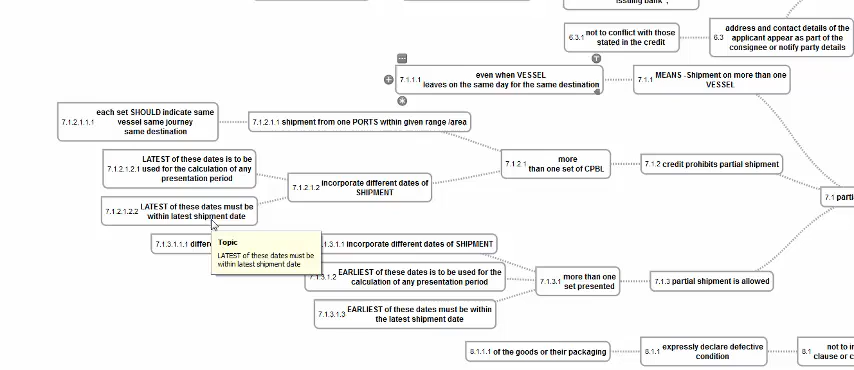 issuing bank",
6.3.1 not to conflict with those
stated in the credit
6.3 address and contact details of the
applicant appear as part of the
consignee or notify party details
7.1.1.1 even when VESSEL
leaves on the same day for the same destination
7.1.1 MEANS -Shipment on more than one
VESSEL
7.1.2.1.1.1 each set SHOULD indicate same
vessel same journey
same destination
7.1.2.1.1 shipment from one PORTS within given range /area
7.1.2.1.2.1 LATEST of these dates is to be
used for the calculation of any
presentation period
7.1.2.1.2 incorporate different dates of
SHIPMENT
7.1.2.1 more
than one set of CPBL
7.1.2 credit prohibits partial shipment
7.1.2.1.2.2 LATEST of these dates must be
within latest shipment date
7.1 parti
Topic
LATEST of these dates must be
within latest shipment date
7.1.3.1.1.1 differ
.1.3.1.1 incorporate different dates of SHIPMENT
7.1.3.1.2 EARLIEST of these dates is to be used for the
calculation of any presentation period
7.1.3.1 more than one
set presented
7.1.3 partial shipment is allowed
7.1.3.1.3 EARLIEST of these dates must be within
the latest shipment date
8.1.1.1 of the goods or their packaging
8.1.1 expressly declare defective
condition
8.1 not to in
clause or c